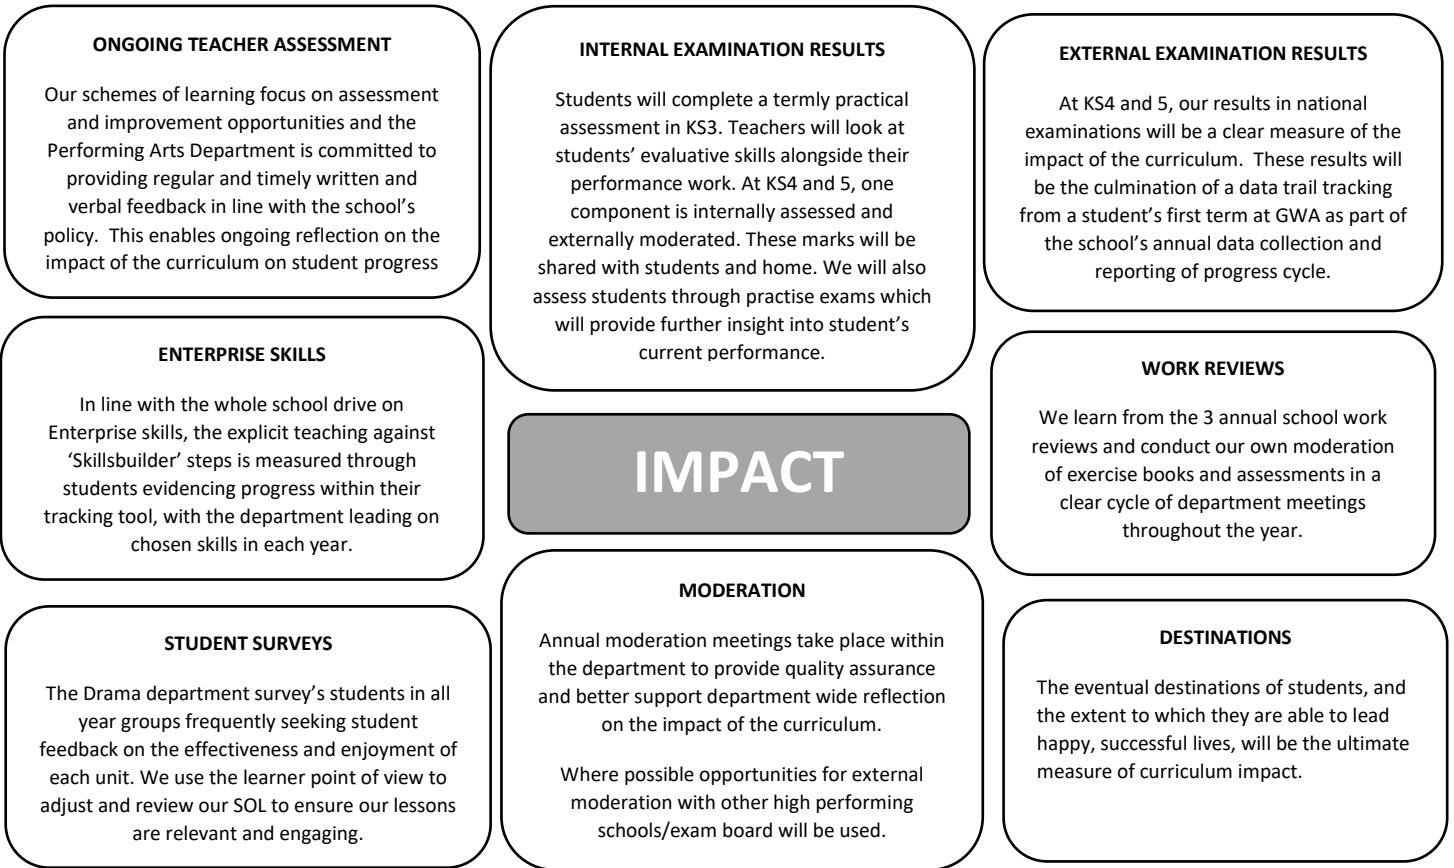 ONGOING TEACHER ASSESSMENT
Our schemes of learning focus on assessment
and improvement opportunities and the
Performing Arts Department is committed to
providing regular and timely written and
verbal feedback in line with the school’s
policy.  This enables ongoing reflection on the
impact of the curriculum on student progress
INTERNAL EXAMINATION RESULTS
Students will complete a termly practical
assessment in KS3. Teachers will look at
students’ evaluative skills alongside their
performance work. At KS4 and 5, one
component is internally assessed and
externally moderated. These marks will be
shared with students and home. We will also
assess students through practise exams which
will provide further insight into student’s
current performance.
EXTERNAL EXAMINATION RESULTS
At KS4 and 5, our results in national
examinations will be a clear measure of the
impact of the curriculum.  These results will
be the culmination of a data trail tracking
from a student’s first term at GWA as part of
the school’s annual data collection and
reporting of progress cycle.
ENTERPRISE SKILLS
In line with the whole school drive on
Enterprise skills, the explicit teaching against
‘Skillsbuilder’ steps is measured through
students evidencing progress within their
tracking tool, with the department leading on
chosen skills in each year.
IMPACT
WORK REVIEWS
We learn from the 3 annual school work
reviews and conduct our own moderation
of exercise books and assessments in a
clear cycle of department meetings
throughout the year.
STUDENT SURVEYS
The Drama department survey’s students in all
year groups frequently seeking student
feedback on the effectiveness and enjoyment of
each unit. We use the learner point of view to
adjust and review our SOL to ensure our lessons
are relevant and engaging.
MODERATION
Annual moderation meetings take place within
the department to provide quality assurance
and better support department wide reflection
on the impact of the curriculum.
Where possible opportunities for external
moderation with other high performing
schools/exam board will be used.
DESTINATIONS
The eventual destinations of students, and
the extent to which they are able to lead
happy, successful lives, will be the ultimate
measure of curriculum impact.